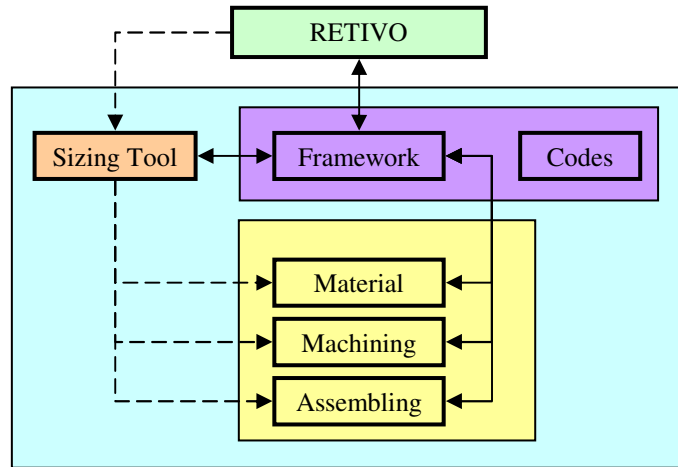 RETIVO
Sizing Tool
Framework
Codes
Material
Machining
Assembling